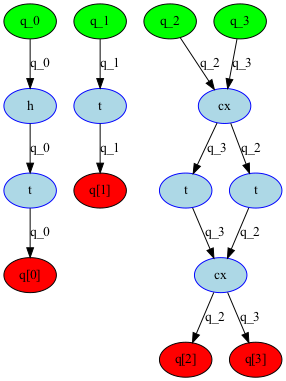 q_0 q_1 q_2 q_3
q_0 q_1 q_2 q_3
h t cx
q_0 q_1 q_3 q_2
t q[1] t t
q_0 q_3 q_2
q[0] cx
q_2 q_3
q[2] q[3]